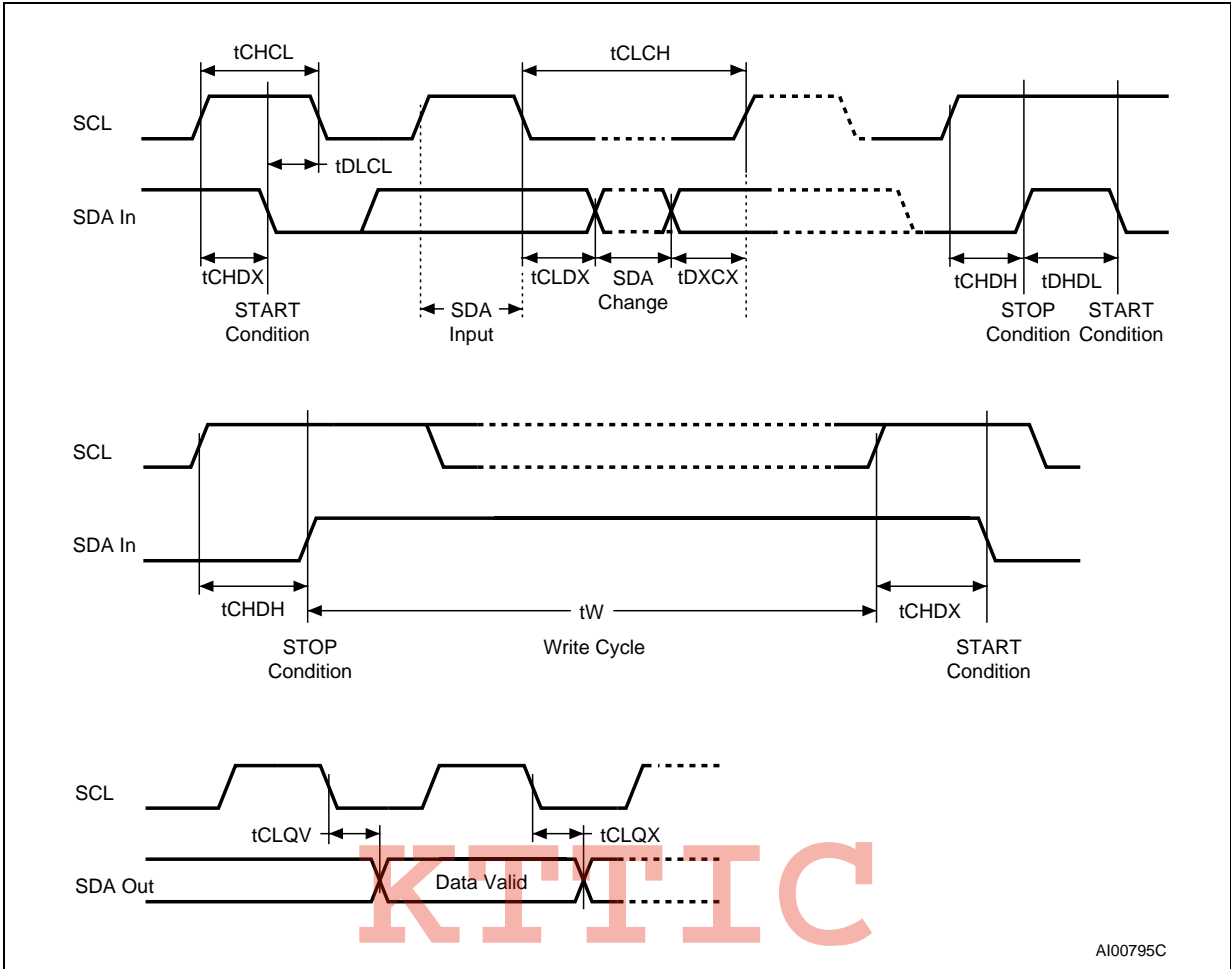 tCHCL
tCLCH
SCL
tDLCL
SDA In
tCHDX
tCLDX
SDA
Change
tDXCX
tCHDH
tDHDL
START
Condition
SDA
Input
STOP
Condition
START
Condition
SCL
SDA In
tCHDH
tW
tCHDX
STOP
Condition
Write Cycle
START
Condition
SCL
tCLQV
tCLQX
SDA Out
Data Valid
KTTIC
AI00795C